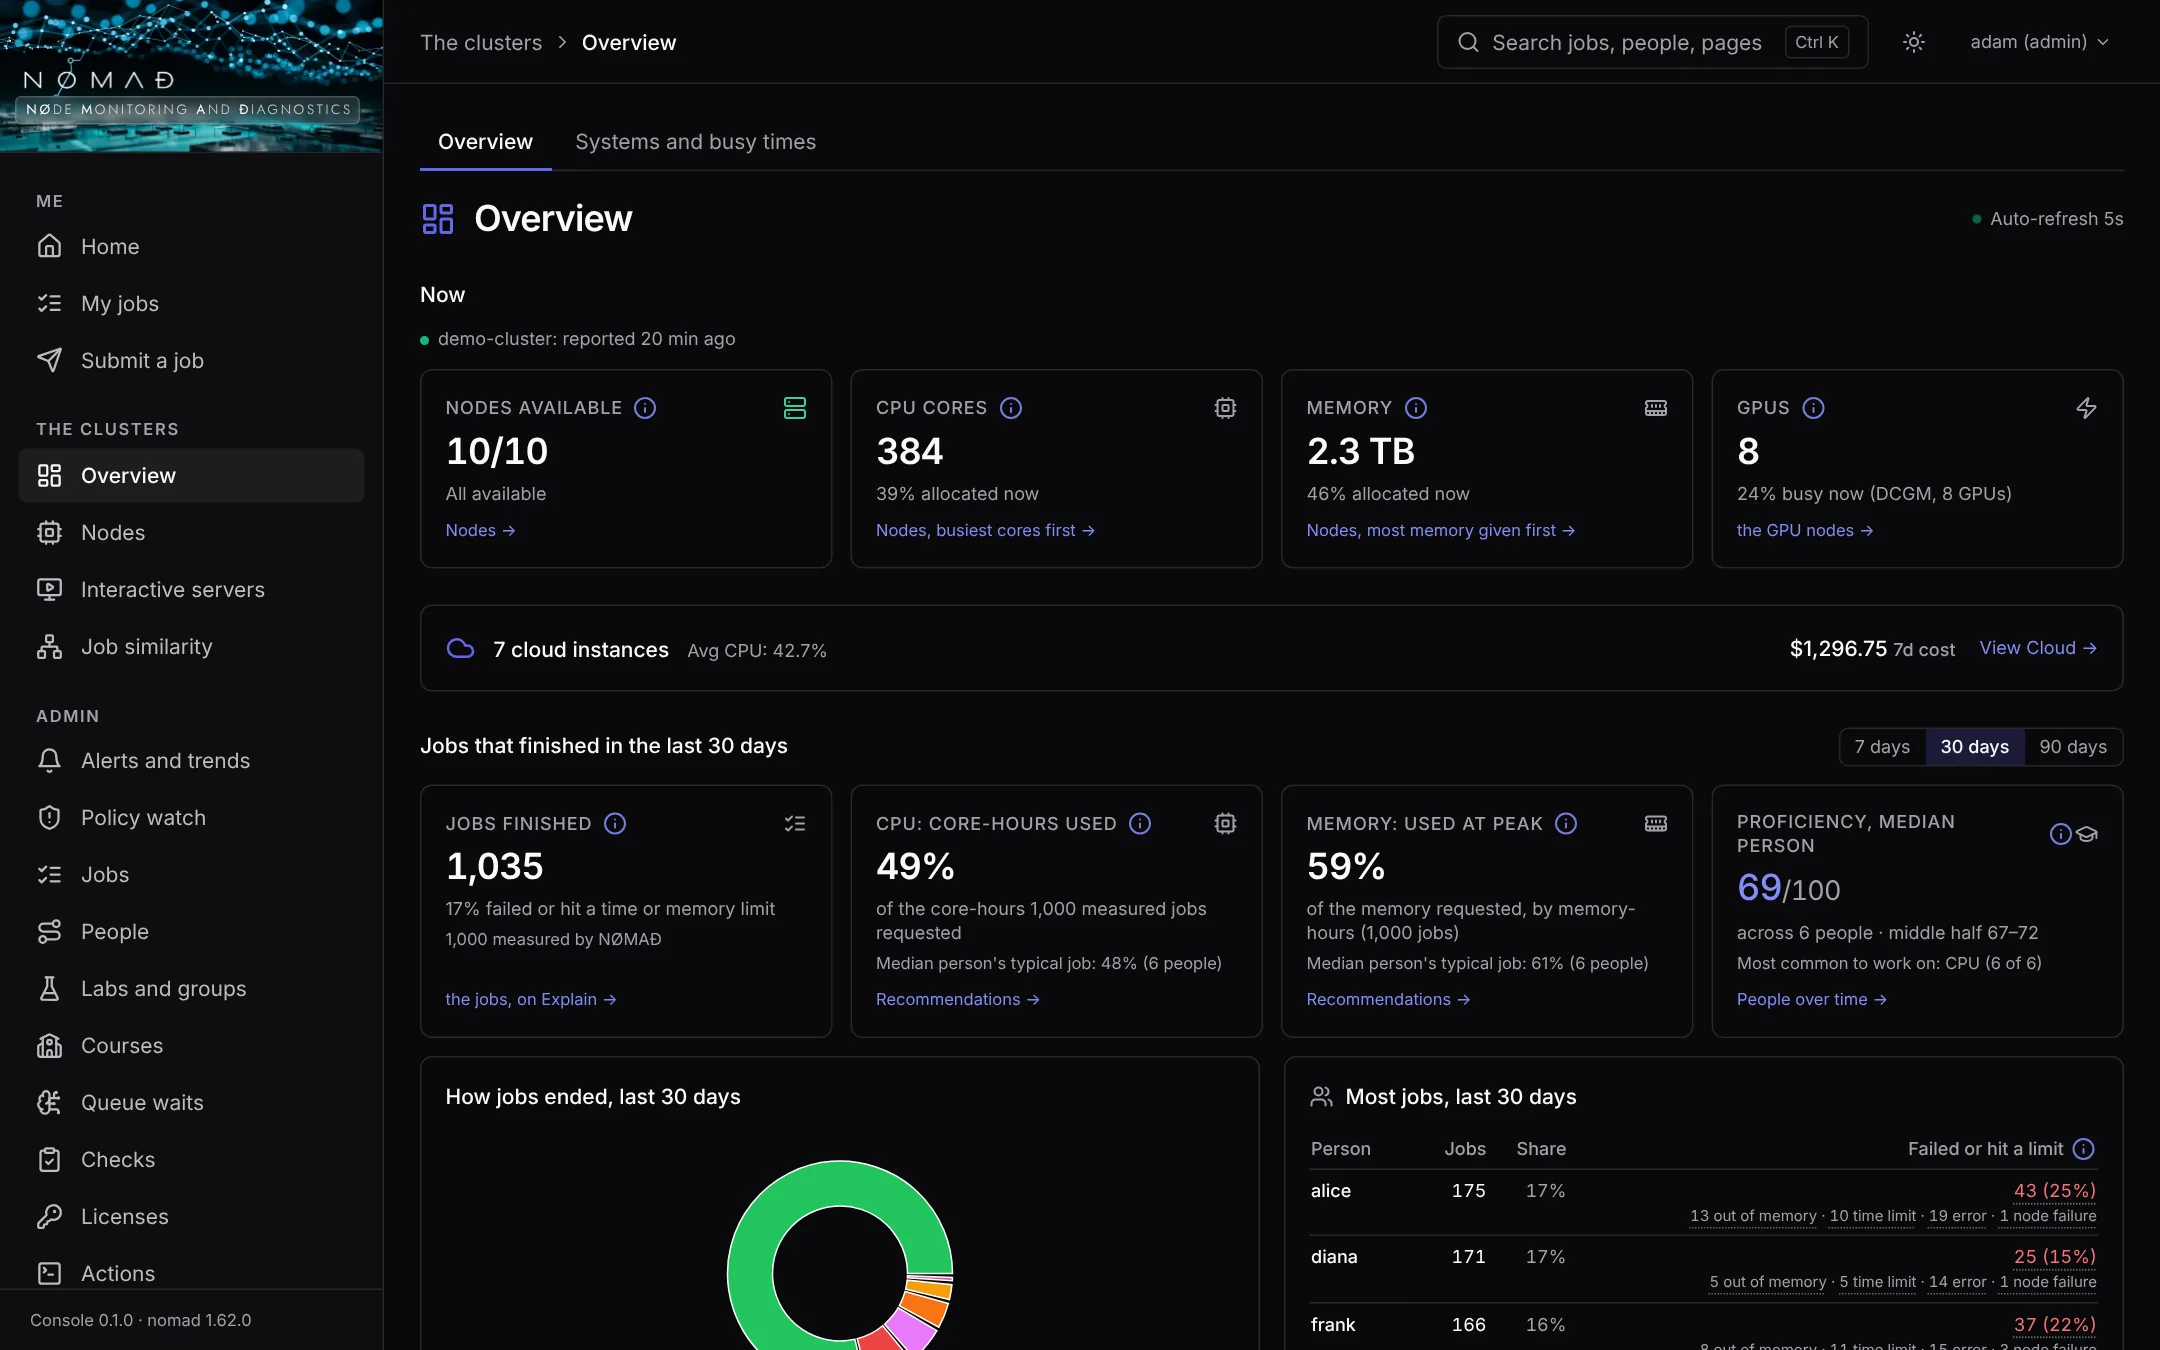 NØMAÐ
NØDE MONITORING AND ÐIAGNOSTICS
ME
Home
My jobs
Submit a job
THE CLUSTERS
Overview
Nodes
Interactive servers
Job similarity
ADMIN
Alerts and trends
Policy watch
Jobs
People
Labs and groups
Courses
Queue waits
Checks
Licenses
Actions
Console 0.1.0 · nomad 1.62.0
The clusters > Overview
Search jobs, people, pages Ctrl K
adam (admin)
Overview
Systems and busy times
Overview
Auto-refresh 5s
Now
demo-cluster: reported 20 min ago
NODES AVAILABLE
10/10
All available
Nodes →
CPU CORES
384
39% allocated now
Nodes, busiest cores first →
MEMORY
2.3 TB
46% allocated now
Nodes, most memory given first →
GPUS
8
24% busy now (DCGM, 8 GPUs)
the GPU nodes →
7 cloud instances Avg CPU: 42.7%
$1,296.75 7d cost View Cloud →
Jobs that finished in the last 30 days
7 days 30 days 90 days
JOBS FINISHED
1,035
17% failed or hit a time or memory limit
1,000 measured by NØMAÐ
the jobs, on Explain →
CPU: CORE-HOURS USED
49%
of the core-hours 1,000 measured jobs
requested
Median person's typical job: 48% (6 people)
Recommendations →
MEMORY: USED AT PEAK
59%
of the memory requested, by memory-
hours (1,000 jobs)
Median person's typical job: 61% (6 people)
Recommendations →
PROFICIENCY, MEDIAN
PERSON
69/100
across 6 people · middle half 67–72
Most common to work on: CPU (6 of 6)
People over time →
How jobs ended, last 30 days
Most jobs, last 30 days
Person Jobs Share Failed or hit a limit
alice 175 17% 43 (25%)
13 out of memory · 10 time limit · 19 error · 1 node failure
diana 171 17% 25 (15%)
5 out of memory · 5 time limit · 14 error · 1 node failure
frank 166 16% 37 (22%)
8 out of memory · 11 time limit · 15 error · 3 node failure